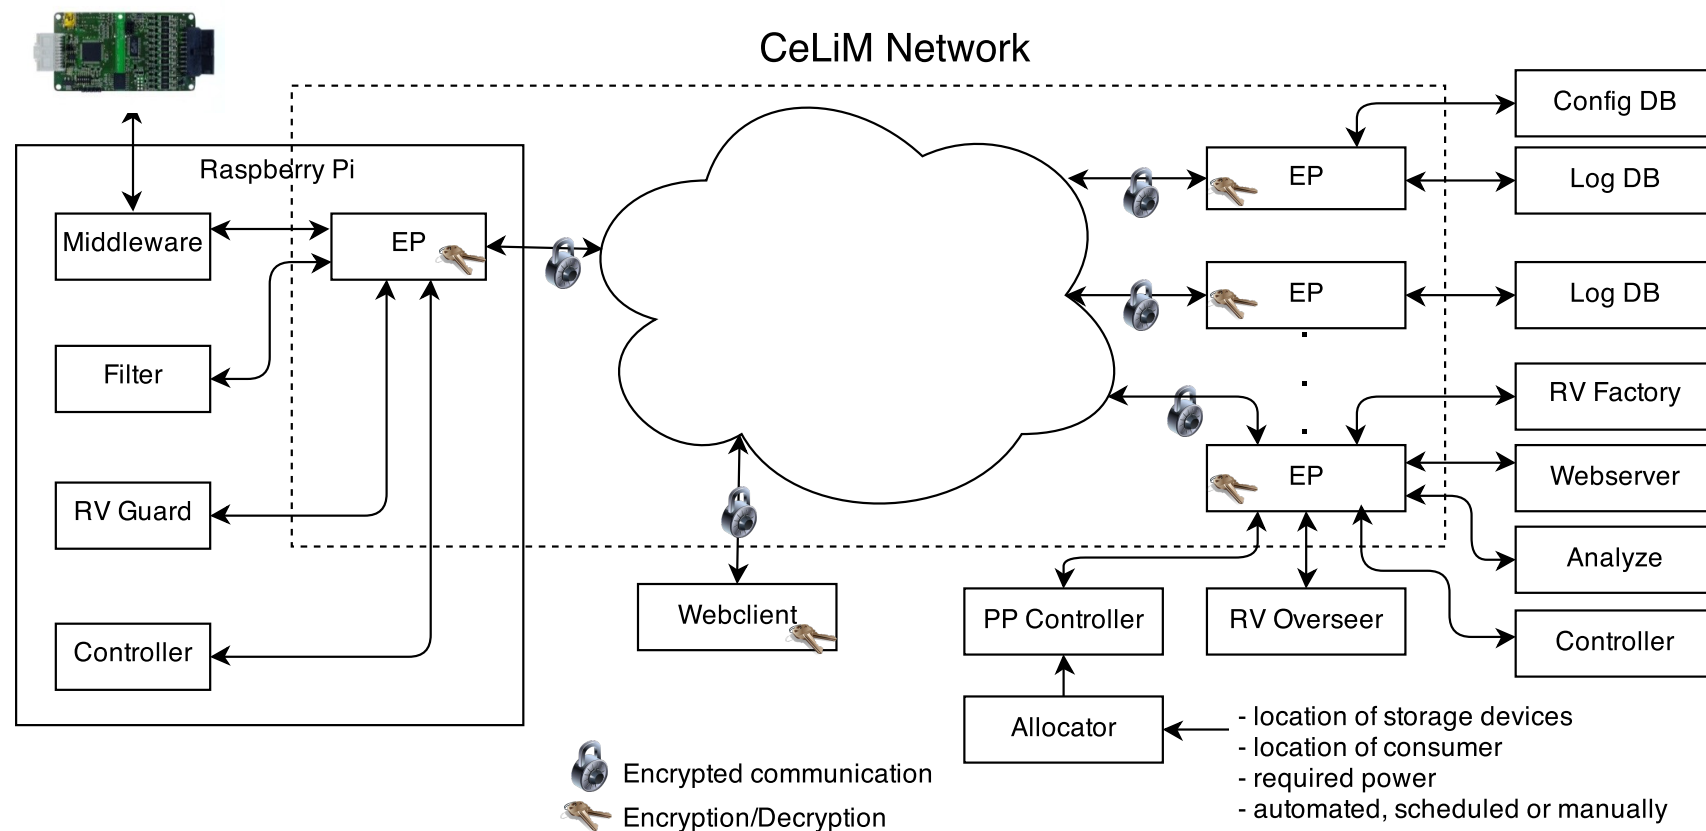 CeLiM Network
Raspberry Pi
Middleware
EP
Filter
RV Guard
Controller
Webclient
EP
EP
EP
Config DB
Log DB
Log DB
RV Factory
Webserver
Analyze
Controller
PP Controller
RV Overseer
Allocator
- location of storage devices
- location of consumer
- required power
- automated, scheduled or manually
Encrypted communication
Encryption/Decryption